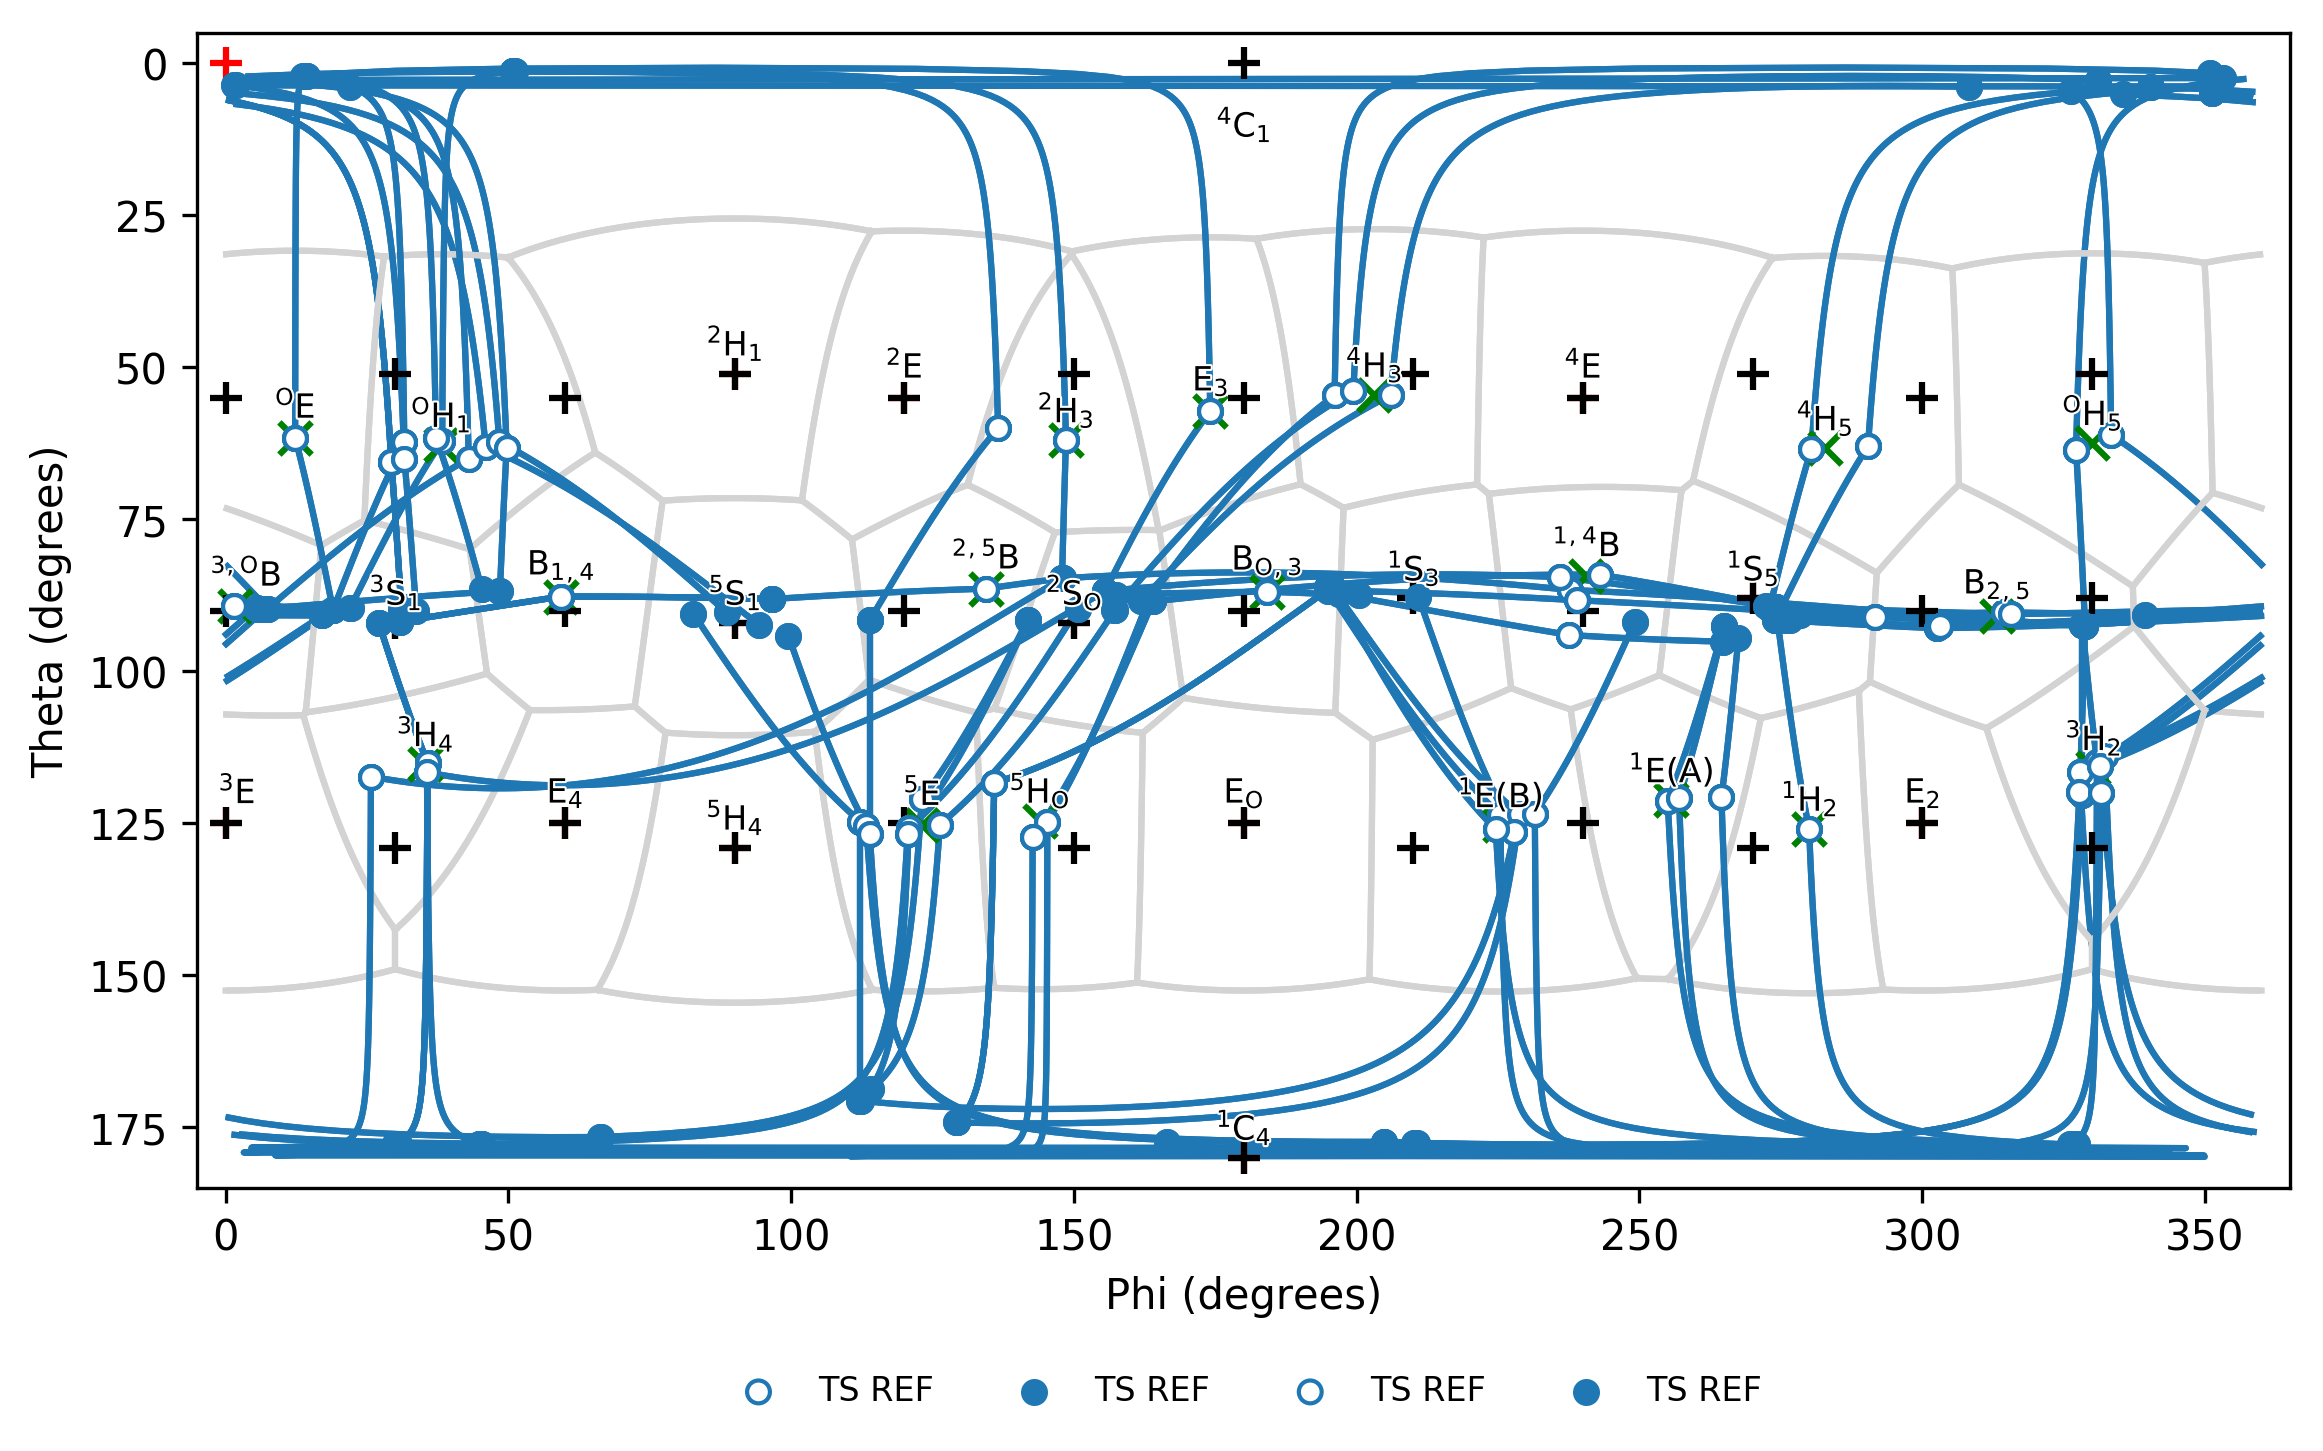 0
25
50
75
100
125
150
175
Theta (degrees)
⁴C₁
²H₁
²E
⁴H₃
⁴E
E₃
ᴼE
ᴼH₁
²H₃
⁴H₅
ᴼH₅
³,ᴼB
³S₁
B₁,₄
⁵S₁
²,⁵B
²Sₒ
Bₒ,₃
¹S₃
¹,⁴B
¹S₅
B₂,₅
³H₄
³H₂
³E
E₄
⁵H₄
⁵E
⁵Hₒ
Eₒ
¹E(B)
¹E(A)
¹H₂
E₂
¹C₄
0 50 100 150 200 250 300 350
Phi (degrees)
TS REF TS REF TS REF TS REF